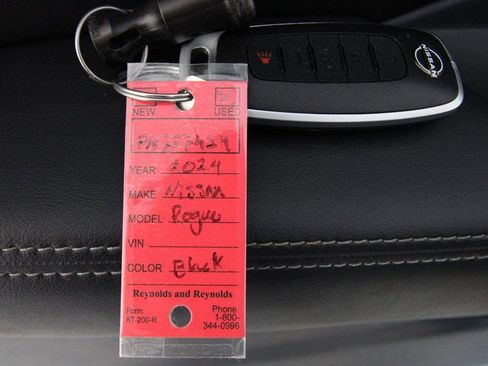 NISSAN
NEW USED
YEAR 2024
MAKE Nissan
MODEL Rogue
VIN
COLOR Black
Reynolds and Reynolds
Form Phone
KT-200-R 1-800-
344-0996